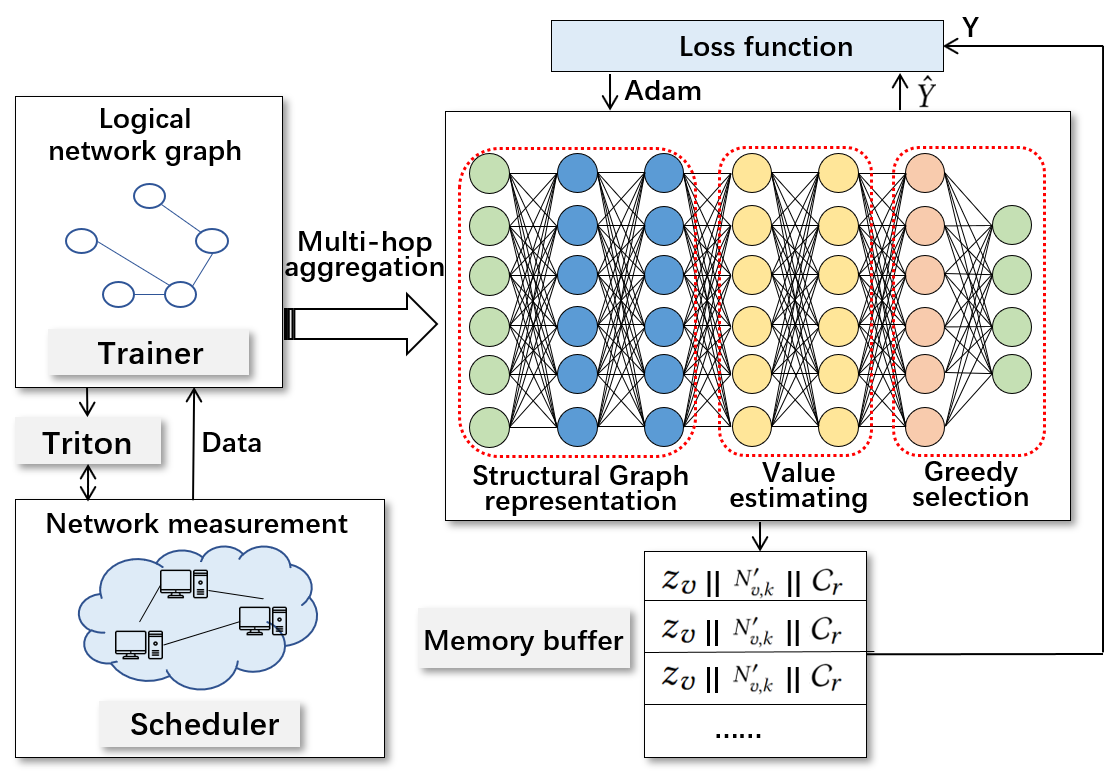 Y
Loss function
Adam
Ŷ
Logical
network graph
Trainer
Multi-hop
aggregation
Structural Graph
representation
Value
estimating
Greedy
selection
Triton
Data
Network measurement
Scheduler
Memory buffer
z_v || N'_{v,k} || C_r
z_v || N'_{v,k} || C_r
z_v || N'_{v,k} || C_r
......